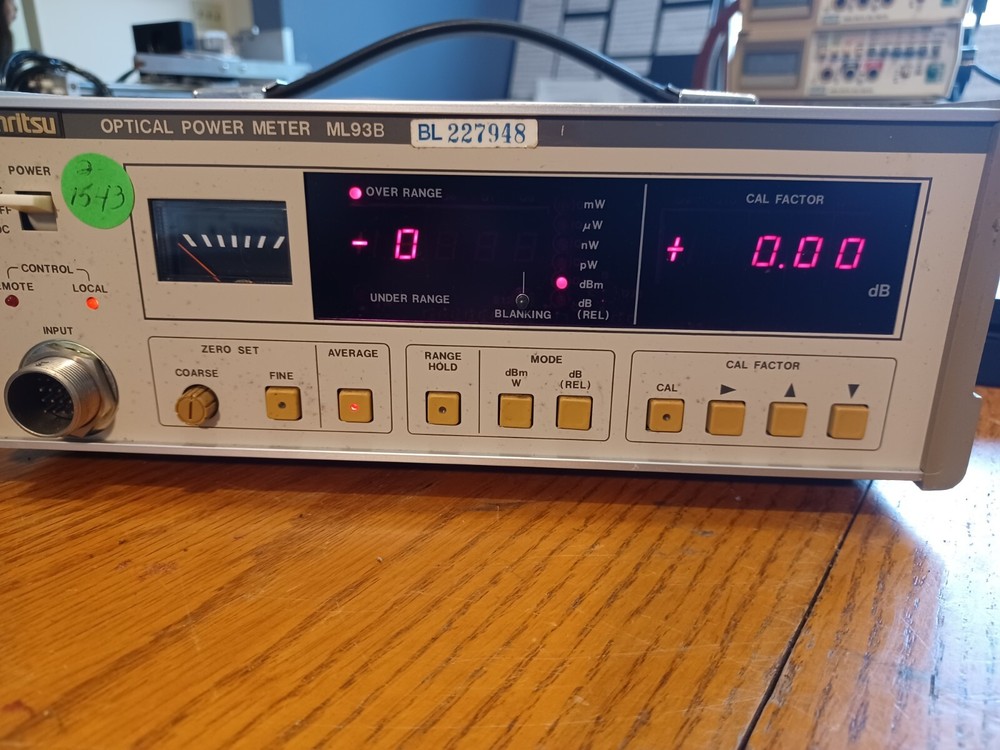 nritsu
OPTICAL POWER METER ML93B
BL 227948
POWER
2
1543
FF
DC
CONTROL
MOTE
LOCAL
INPUT
OVER RANGE
- 0
UNDER RANGE
BLANKING
mW
µW
nW
pW
dBm
dB
(REL)
CAL FACTOR
+ 0.00
dB
ZERO SET
COARSE
FINE
AVERAGE
RANGE
HOLD
MODE
dBm
W
dB
(REL)
CAL FACTOR
CAL